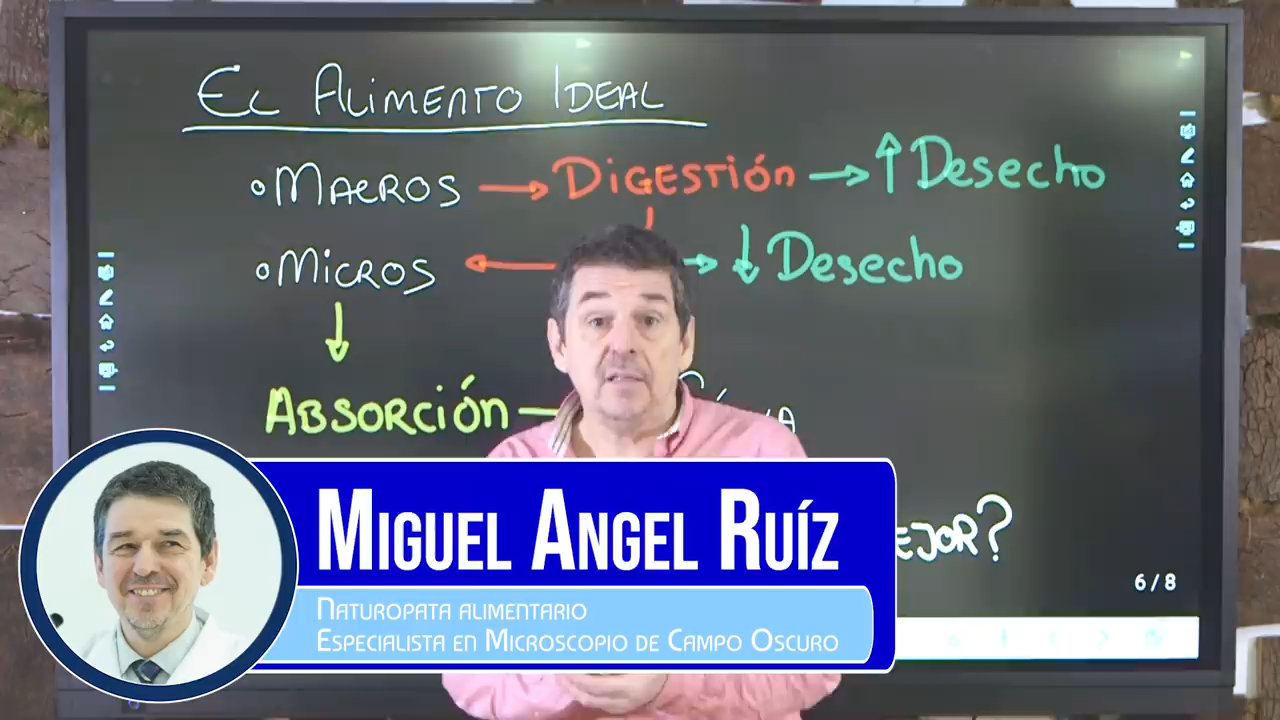 EL ALIMENTO IDEAL
MACROS → DIGESTIÓN → ↑ Desecho
MICROS ← → ↓ Desecho
↓
ABSORCIÓN
EJOR?
MIGUEL ANGEL RUÍZ
6/8
NATUROPATA ALIMENTARIO
ESPECIALISTA EN MICROSCOPIO DE CAMPO OSCURO